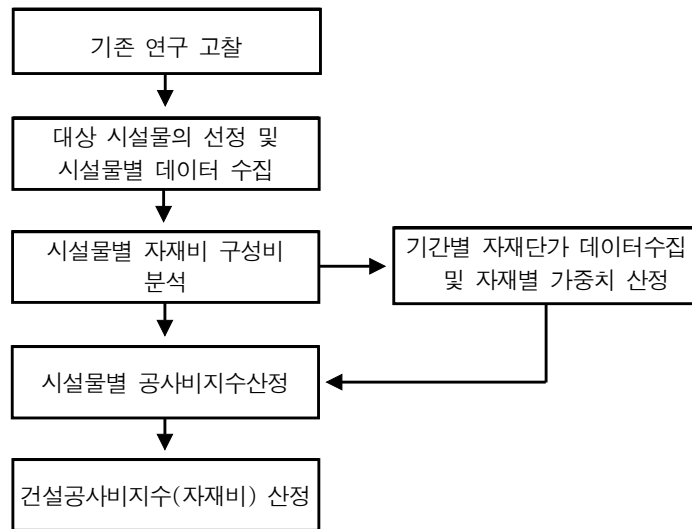 기존 연구 고찰
대상 시설물의 선정 및
시설물별 데이터 수집
시설물별 자재비 구성비
분석
기간별 자재단가 데이터수집
및 자재별 가중치 산정
시설물별 공사비지수산정
건설공사비지수(자재비) 산정